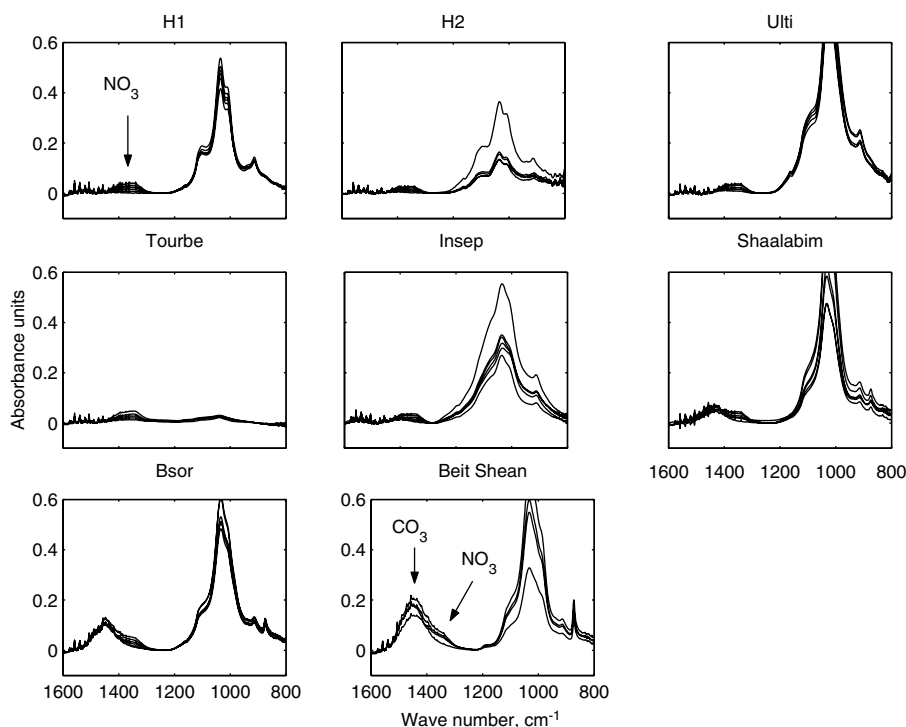 H1
H2
Ulti
0.6
0.4
0.2
0
NO3
Tourbe
Insep
Shaalabim
0.6
0.4
0.2
0
Absorbance units
1600 1400 1200 1000 800
Bsor
Beit Shean
0.6
0.4
0.2
0
CO3
NO3
1600 1400 1200 1000 800
1600 1400 1200 1000 800
Wave number, cm-1